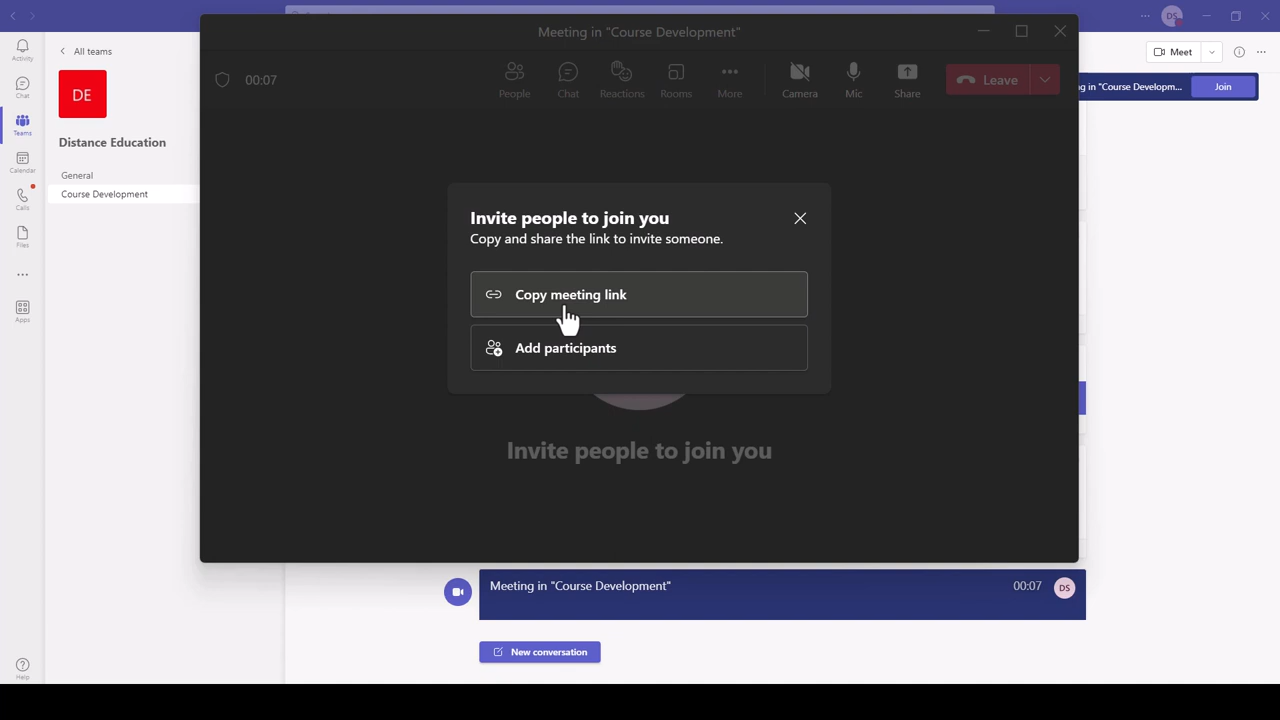 DS
Meeting in "Course Development"
Activity
Chat
Teams
Calendar
Calls
Files
Apps
Help
All teams
DE
Distance Education
General
Course Development
00:07
People
Chat
Reactions
Rooms
More
Camera
Mic
Share
Leave
Meet
in "Course Developm...
Join
Invite people to join you
Copy and share the link to invite someone.
Copy meeting link
Add participants
Invite people to join you
Meeting in "Course Development"
00:07
DS
New conversation